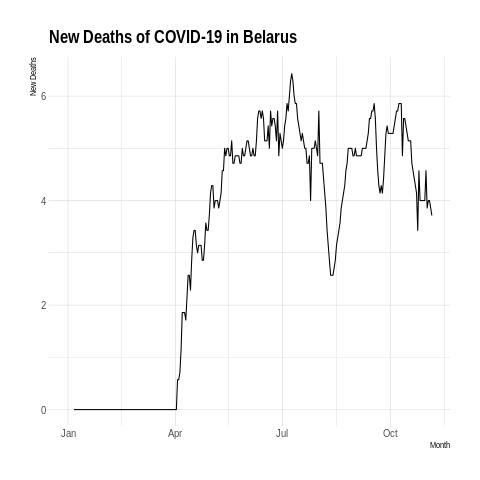 New Deaths of COVID-19 in Belarus
New Deaths
6
4
2
0
Jan Apr Jul Oct
Month